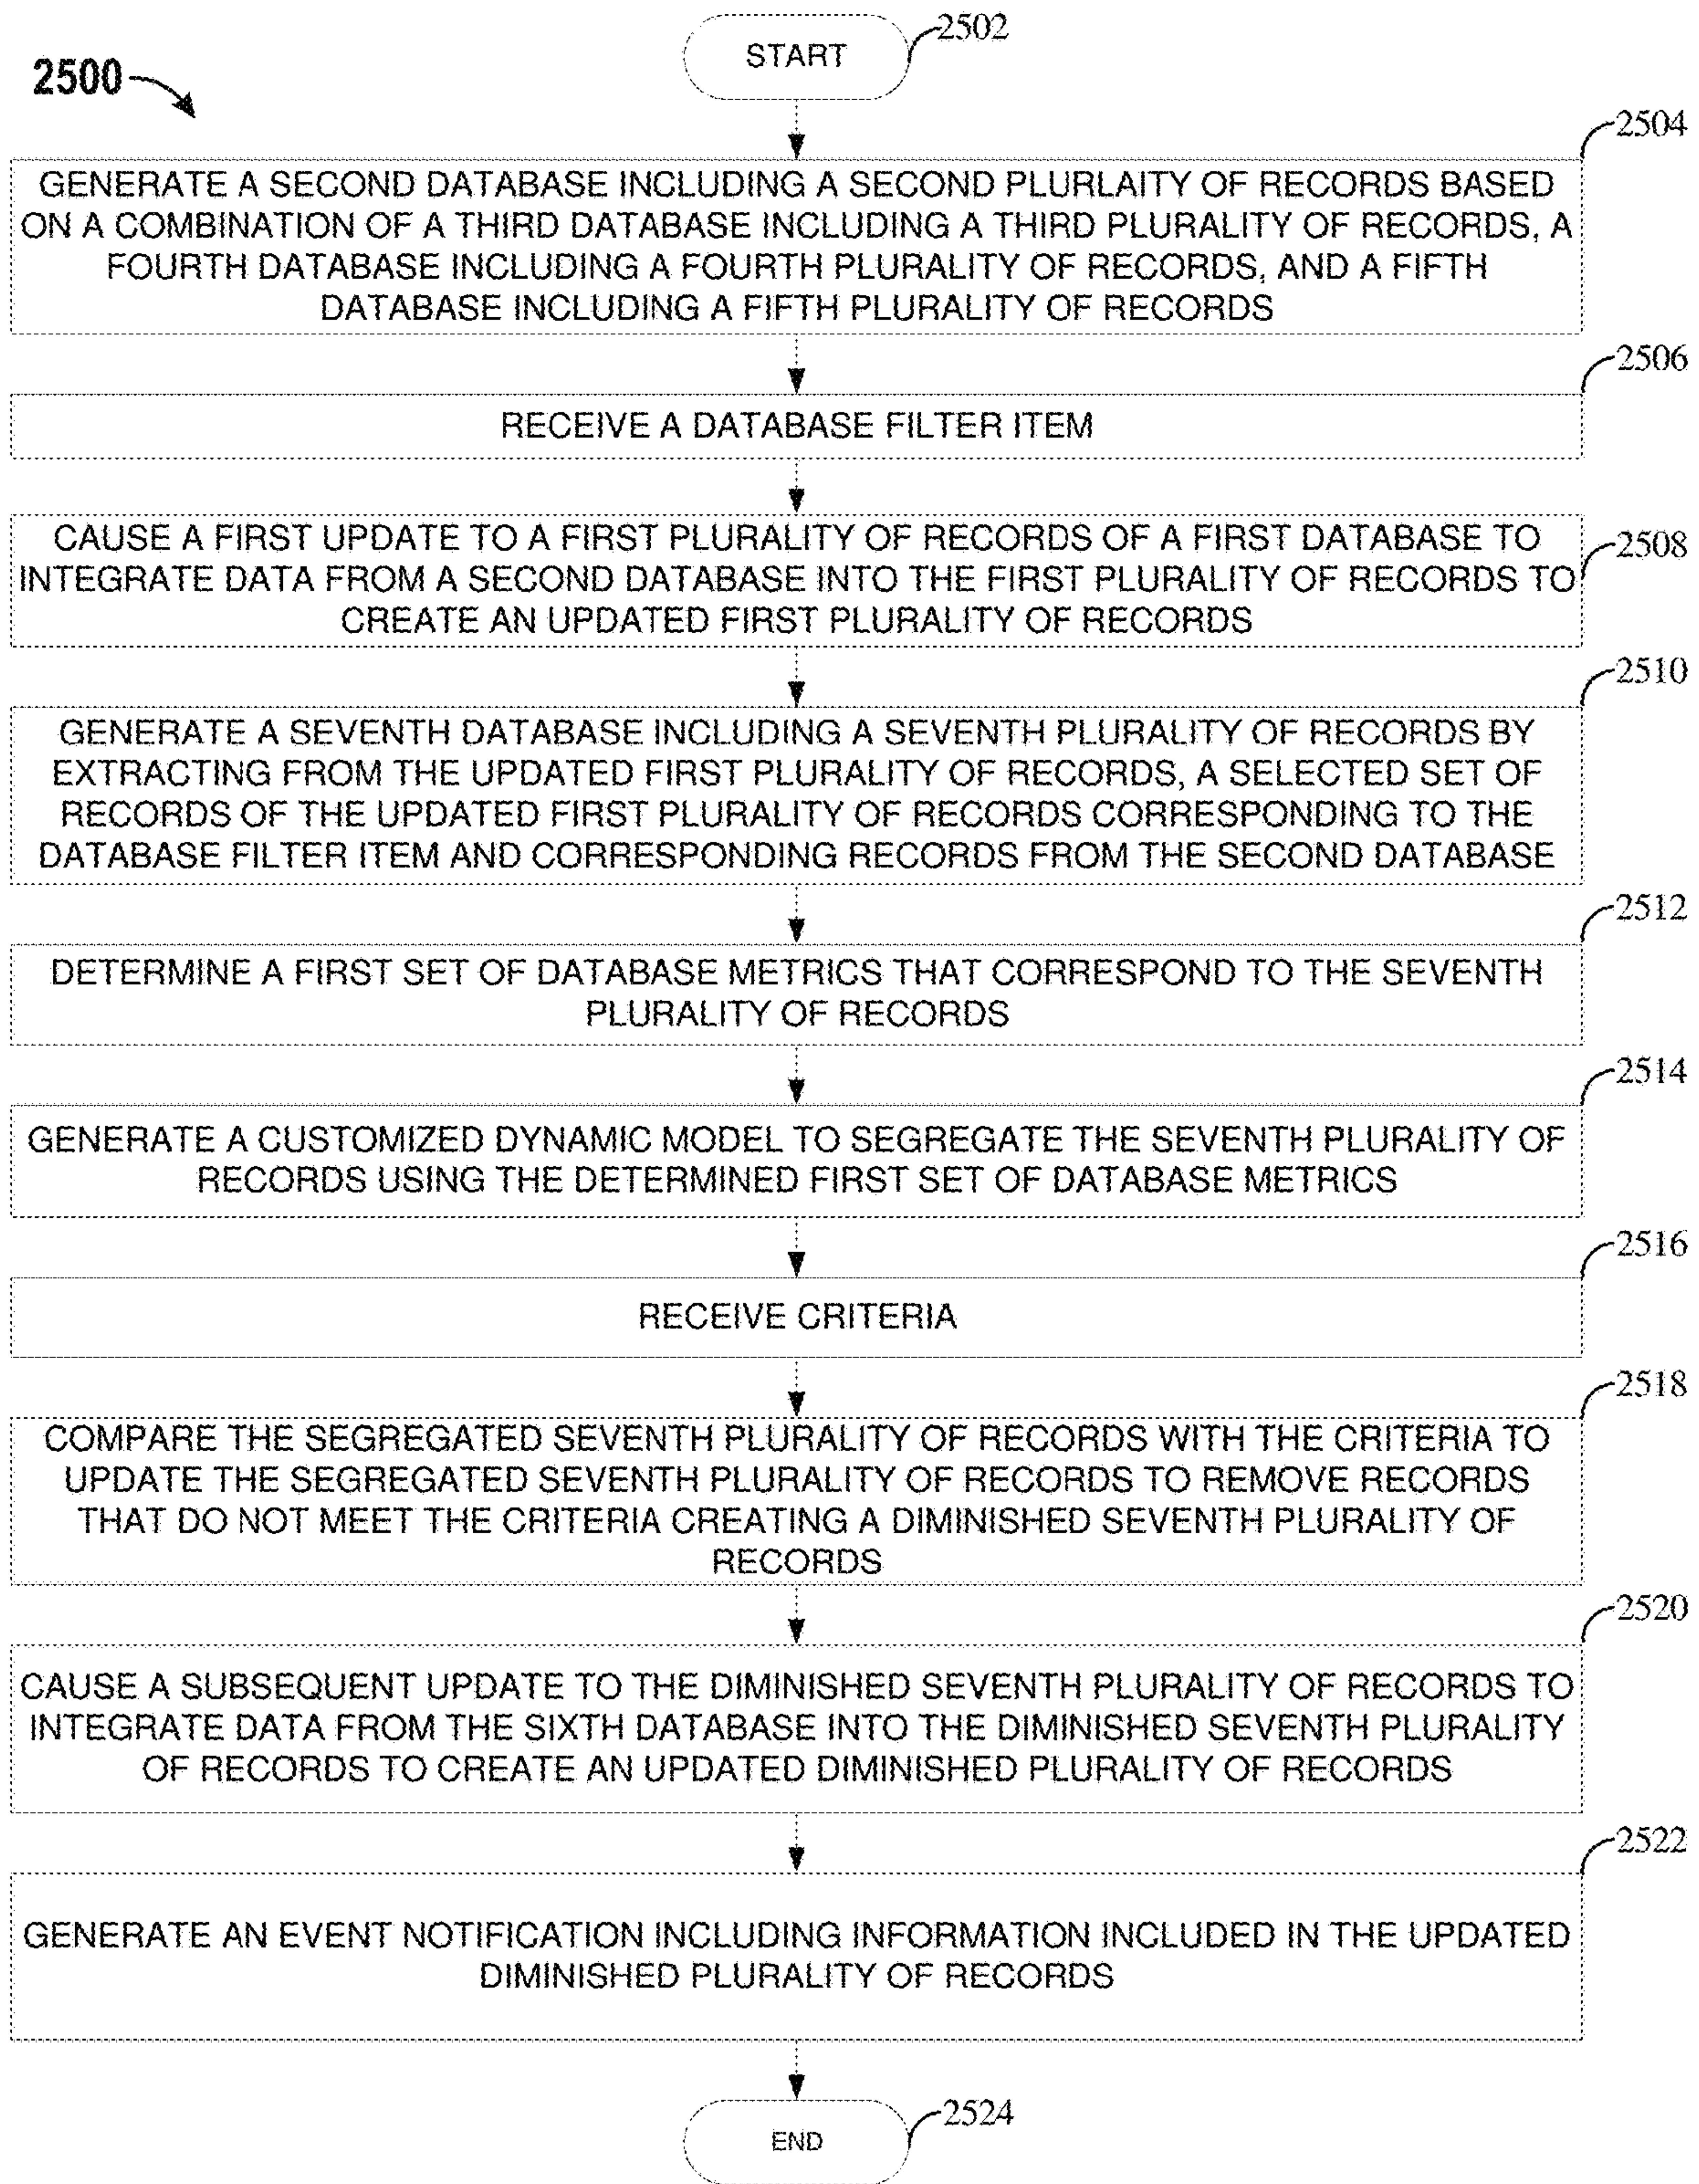 2500
START
2502
2504
GENERATE A SECOND DATABASE INCLUDING A SECOND PLURLAITY OF RECORDS BASED
ON A COMBINATION OF A THIRD DATABASE INCLUDING A THIRD PLURALITY OF RECORDS, A
FOURTH DATABASE INCLUDING A FOURTH PLURALITY OF RECORDS, AND A FIFTH
DATABASE INCLUDING A FIFTH PLURALITY OF RECORDS
2506
RECEIVE A DATABASE FILTER ITEM
2508
CAUSE A FIRST UPDATE TO A FIRST PLURALITY OF RECORDS OF A FIRST DATABASE TO
INTEGRATE DATA FROM A SECOND DATABASE INTO THE FIRST PLURALITY OF RECORDS TO
CREATE AN UPDATED FIRST PLURALITY OF RECORDS
2510
GENERATE A SEVENTH DATABASE INCLUDING A SEVENTH PLURALITY OF RECORDS BY
EXTRACTING FROM THE UPDATED FIRST PLURALITY OF RECORDS, A SELECTED SET OF
RECORDS OF THE UPDATED FIRST PLURALITY OF RECORDS CORRESPONDING TO THE
DATABASE FILTER ITEM AND CORRESPONDING RECORDS FROM THE SECOND DATABASE
2512
DETERMINE A FIRST SET OF DATABASE METRICS THAT CORRESPOND TO THE SEVENTH
PLURALITY OF RECORDS
2514
GENERATE A CUSTOMIZED DYNAMIC MODEL TO SEGREGATE THE SEVENTH PLURALITY OF
RECORDS USING THE DETERMINED FIRST SET OF DATABASE METRICS
2516
RECEIVE CRITERIA
2518
COMPARE THE SEGREGATED SEVENTH PLURALITY OF RECORDS WITH THE CRITERIA TO
UPDATE THE SEGREGATED SEVENTH PLURALITY OF RECORDS TO REMOVE RECORDS
THAT DO NOT MEET THE CRITERIA CREATING A DIMINISHED SEVENTH PLURALITY OF
RECORDS
2520
CAUSE A SUBSEQUENT UPDATE TO THE DIMINISHED SEVENTH PLURALITY OF RECORDS TO
INTEGRATE DATA FROM THE SIXTH DATABASE INTO THE DIMINISHED SEVENTH PLURALITY
OF RECORDS TO CREATE AN UPDATED DIMINISHED PLURALITY OF RECORDS
2522
GENERATE AN EVENT NOTIFICATION INCLUDING INFORMATION INCLUDED IN THE UPDATED
DIMINISHED PLURALITY OF RECORDS
2524
END